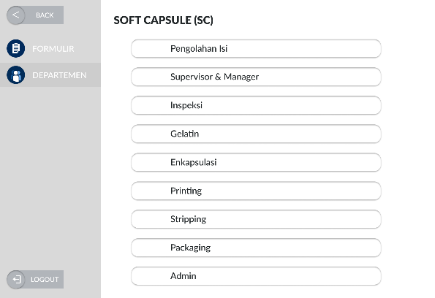 BACK
FORMULIR
DEPARTEMEN
LOGOUT
SOFT CAPSULE (SC)
Pengolahan Isi
Supervisor & Manager
Inspeksi
Gelatin
Enkapsulasi
Printing
Stripping
Packaging
Admin